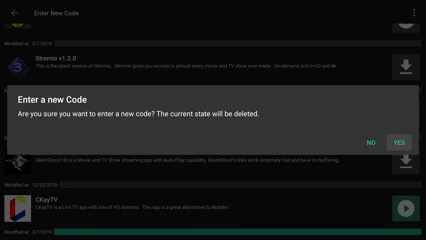 Enter New Code
Modified at: 4/7/2019
Stremio v1.2.0
This is the latest version of Stremio. Stremio gives you access to almost every movie and TV show ever made. On demand and in HD and 4k
Enter a new Code
Are you sure you want to enter a new code? The current state will be deleted.
NO
YES
SilentGhost HD is a Movie and TV Show streaming app with Auto-Play capability. SilentGhost's links work extremely fast and have no buffering.
Modified at: 12/25/2018
CKayTV
CKayTV is a Live TV app with lots of HD streams. This app is a great alternative to Mobdro.
Modified at: 5/7/2019